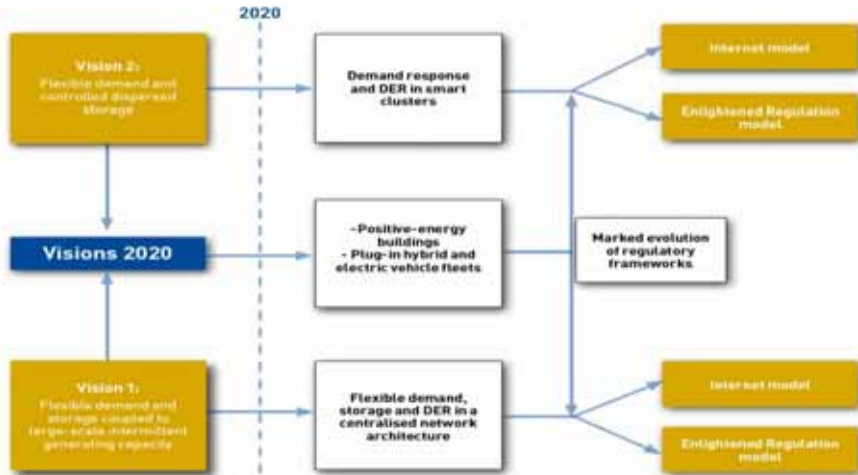 2020
Vision 2:
Flexible demand and
controlled dispersed
storage
Demand response
and DER in smart
clusters
Internet model
Enlightened Regulation
model
Visions 2020
-Positive-energy
buildings
- Plug-in hybrid and
electric vehicle fleets
Marked evolution
of regulatory
frameworks
Vision 1:
Flexible demand and
storage coupled to
large-scale intermittent
generating capacity
Flexible demand,
storage and DER in a
centralised network
architecture
Internet model
Enlightened Regulation
model